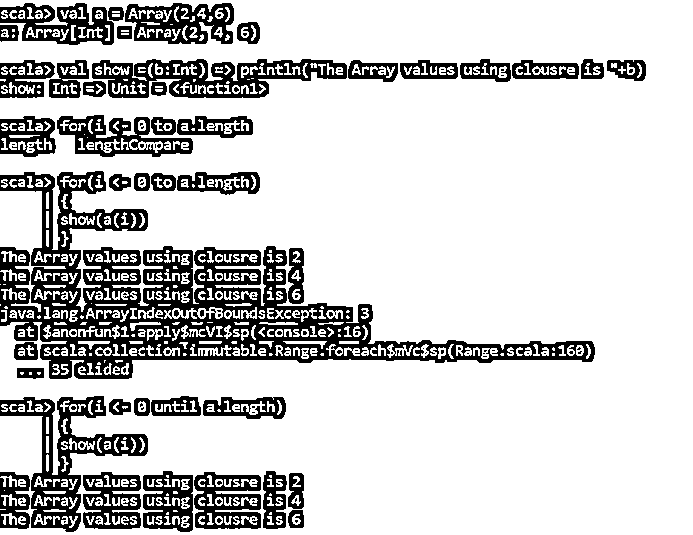 scala> val a = Array(2,4,6)
a: Array[Int] = Array(2, 4, 6)
scala> val show =(b:Int) => println("The Array values using clousre is "+b)
show: Int => Unit = <function1>
scala> for(i <- 0 to a.length
length   lengthCompare
scala> for(i <- 0 to a.length)
| {
| show(a(i))
| }
The Array values using clousre is 2
The Array values using clousre is 4
The Array values using clousre is 6
java.lang.ArrayIndexOutOfBoundsException: 3
at $anonfun$1.apply$mcVI$sp(<console>:16)
at scala.collection.immutable.Range.foreach$mVc$sp(Range.scala:160)
... 35 elided
scala> for(i <- 0 until a.length)
| {
| show(a(i))
| }
The Array values using clousre is 2
The Array values using clousre is 4
The Array values using clousre is 6